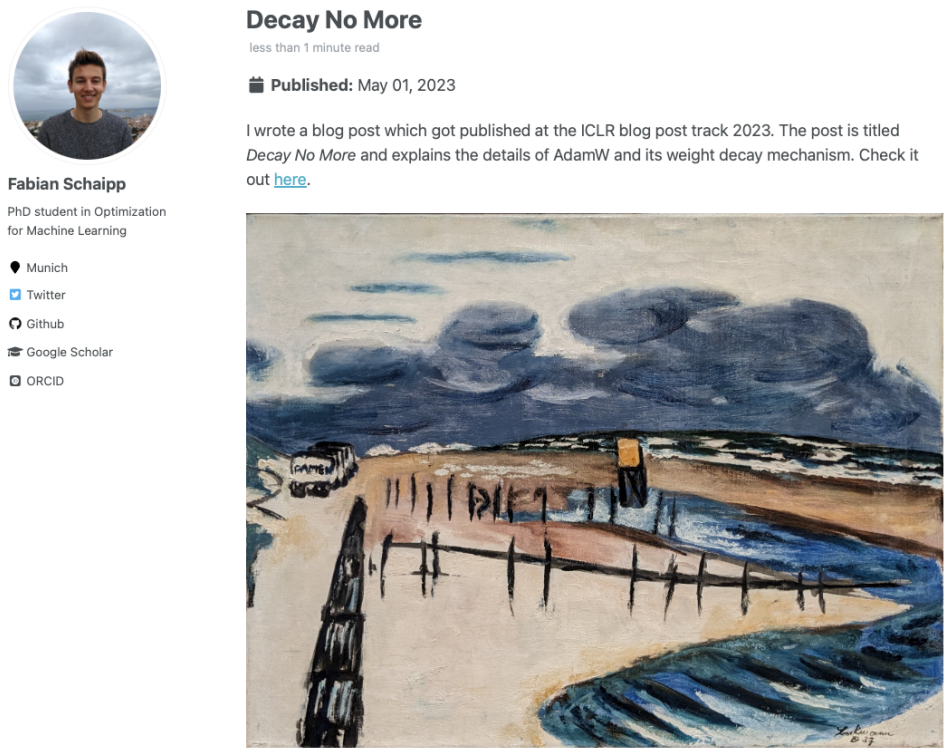 Decay No More
less than 1 minute read
Published: May 01, 2023
I wrote a blog post which got published at the ICLR blog post track 2023. The post is titled
Decay No More and explains the details of AdamW and its weight decay mechanism. Check it
out here.
Fabian Schaipp
PhD student in Optimization
for Machine Learning
Munich
Twitter
Github
Google Scholar
ORCID
DAMEN